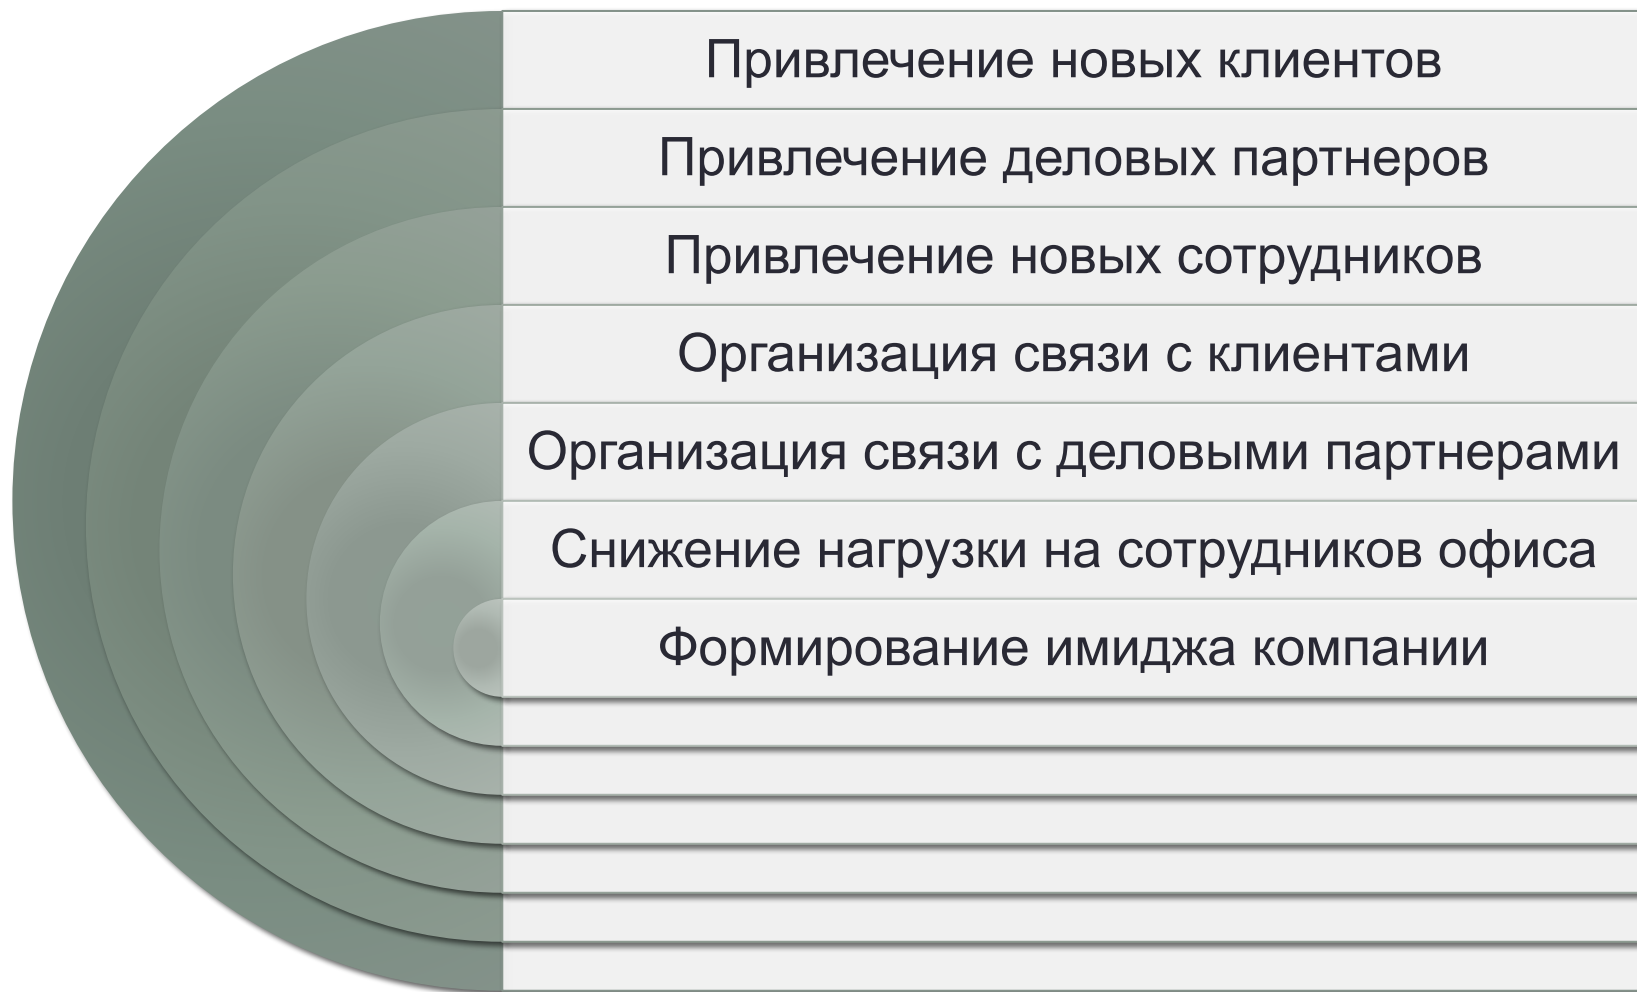 Привлечение новых клиентов
Привлечение деловых партнеров
Привлечение новых сотрудников
Организация связи с клиентами
Организация связи с деловыми партнерами
Снижение нагрузки на сотрудников офиса
Формирование имиджа компании